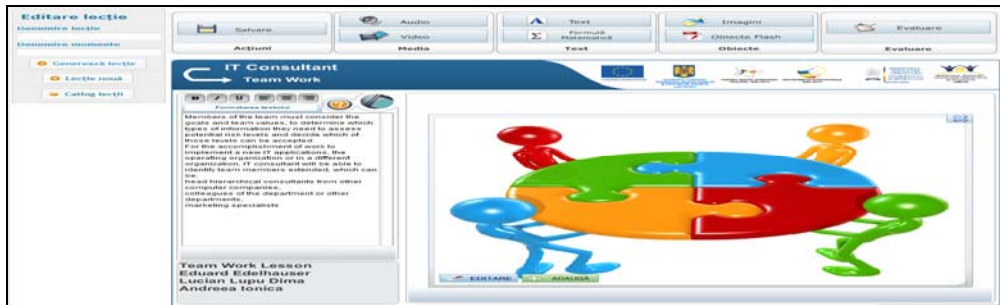 Editare lecție
Denumire lecție
Denumire momente
Generează lecție
Lecție nouă
Catlog lecții
Salvare
Acțiuni
Audio
Video
Media
Text
Formulă
Matematică
Text
Imagini
Obiecte Flash
Obiecte
Evaluare
Evaluare
IT Consultant
Team Work
Formatarea textului
Members of the team must consider the
goals and team values, to determine which
types of information they need to assess
potential risk levels and decide which of
those levels can be accepted.
For the accomplishment of work to
implement a new IT applications, the
operating organization or in a different
organization, IT consultant will be able to
identify team members extended, which can
be:
head hierarchical consultants from other
computer companies,
colleagues of the department or other
departments,
marketing specialists
EDITARE
ADAUGĂ
Team Work Lesson
Eduard Edelhauser
Lucian Lupu Dima
Andreea Ionica